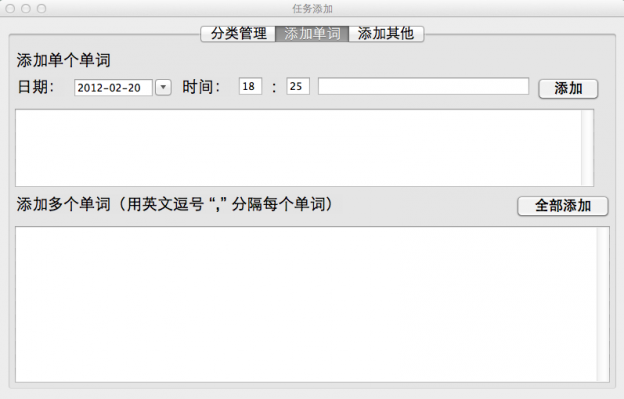 任务添加
分类管理 添加单词 添加其他
添加单个单词
日期： 2012-02-20 时间： 18 : 25 添加
添加多个单词（用英文逗号 “,” 分隔每个单词） 全部添加